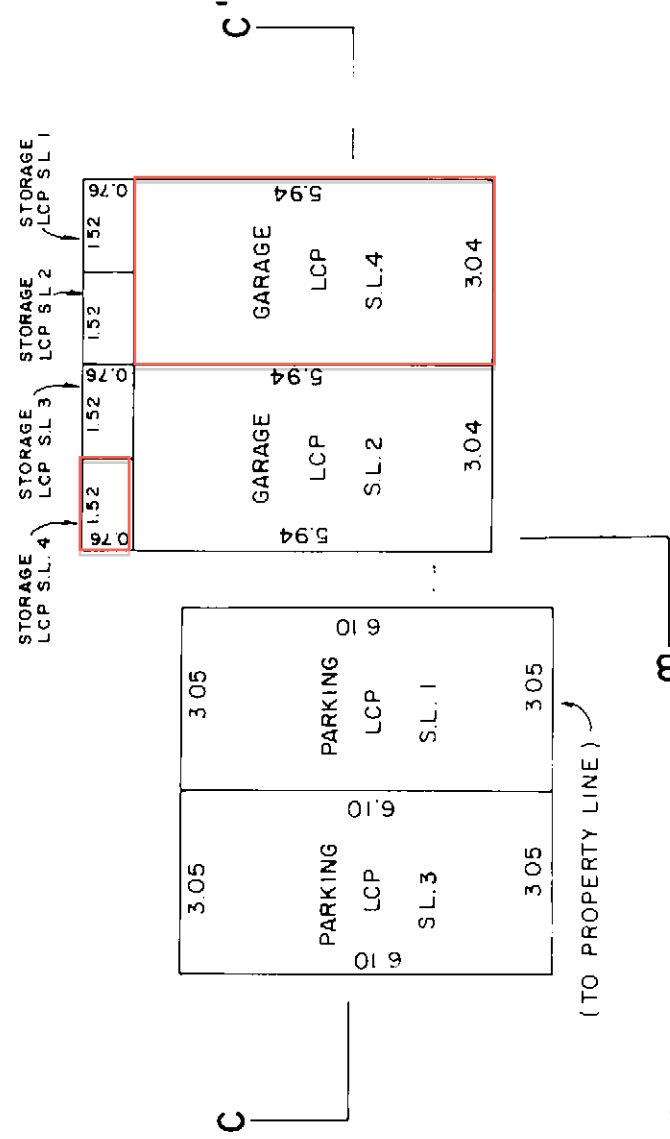 C'
STORAGE
LCP S L 1
STORAGE
LCP S L 2
STORAGE
LCP S.L 3
STORAGE
LCP S.L. 4
0.76
1 52
1.52
0.76
1.52
1.52
0.76
5.94
GARAGE
LCP
S.L.4
3.04
5.94
GARAGE
LCP
S.L.2
3.04
5.94
6.10
3 05
PARKING
LCP
S.L. 1
3 05
6.10
3.05
PARKING
LCP
S.L.3
3 05
6.10
(TO PROPERTY LINE)
B
C